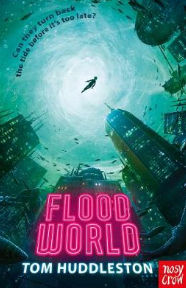 Can they turn back
the tide before it's too late?
FLOOD
WORLD
TOM HUDDLESTON
nosy
crow